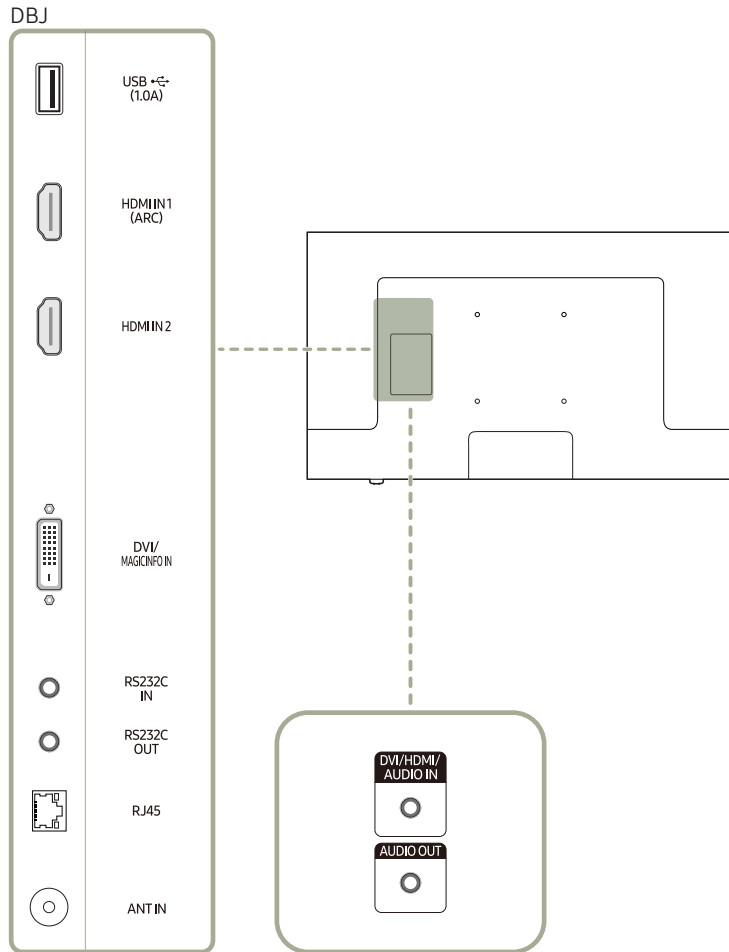 DBJ
USB
(1.0A)
HDMI IN 1
(ARC)
HDMI IN 2
DVI/
MAGICINFO IN
RS232C
IN
RS232C
OUT
RJ45
ANT IN
DVI/HDMI/
AUDIO IN
AUDIO OUT